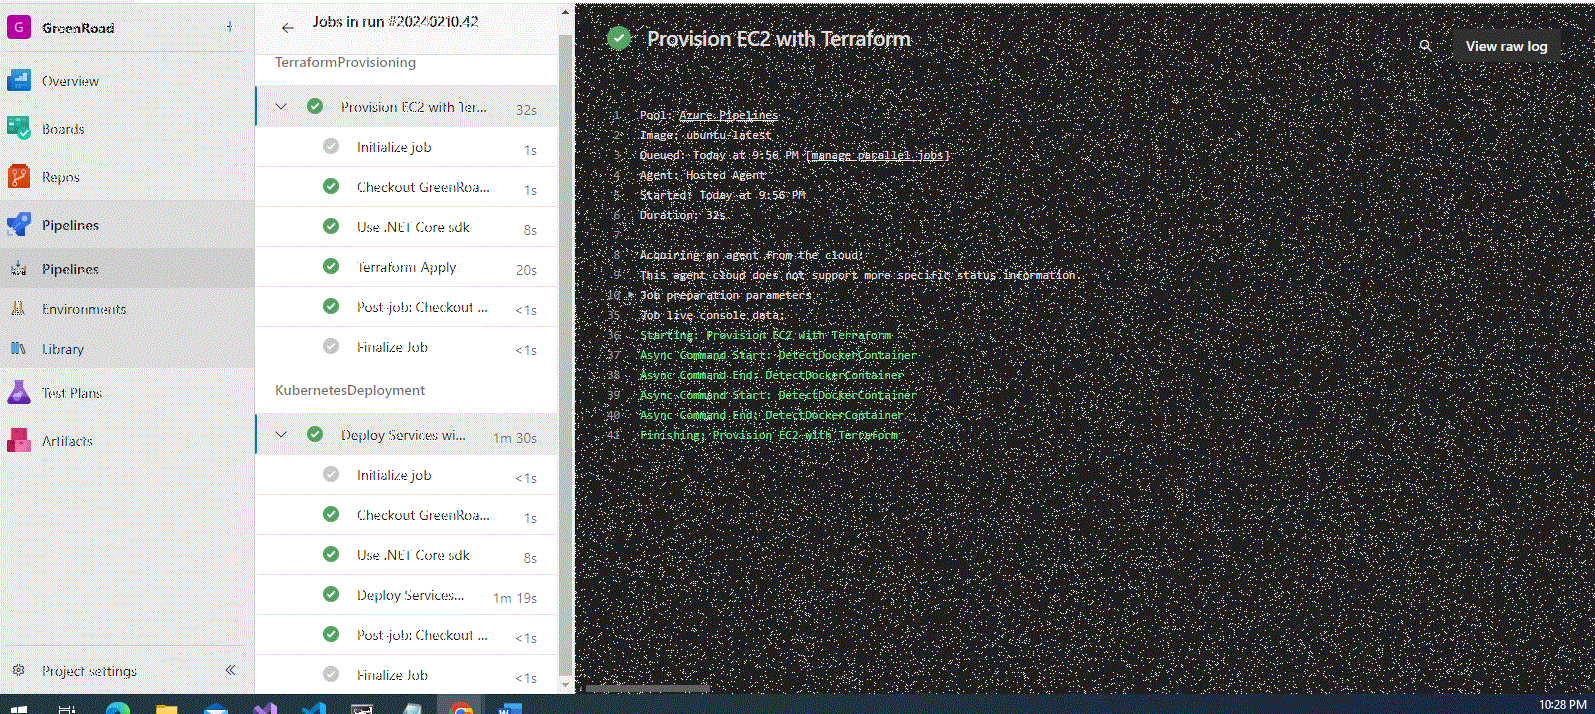 G GreenRoad
Overview
Boards
Repos
Pipelines
Pipelines
Environments
Library
Test Plans
Artifacts
Project settings
Jobs in run #20240210.42
TerraformProvisioning
Provision EC2 with Ter... 32s
Initialize job 1s
Checkout GreenRoa... 1s
Use .NET Core sdk 8s
Terraform Apply 20s
Post-job: Checkout ... <1s
Finalize Job <1s
KubernetesDeployment
Deploy Services wi... 1m 30s
Initialize job <1s
Checkout GreenRoa... 1s
Use .NET Core sdk 8s
Deploy Services... 1m 19s
Post-job: Checkout ... <1s
Finalize Job <1s
Provision EC2 with Terraform
View raw log
1 Pool: Azure Pipelines
2 Image: ubuntu-latest
3 Queued: Today at 9:56 PM [manage parallel jobs]
4 Agent: Hosted Agent
5 Started: Today at 9:56 PM
6 Duration: 32s
7
8 Acquiring an agent from the cloud:
9 This agent cloud does not support more specific status information.
10 Job preparation parameters
35 Job live console data:
36 Starting: Provision EC2 with Terraform
37 Async Command Start: DetectDockerContainer
38 Async Command End: DetectDockerContainer
39 Async Command Start: DetectDockerContainer
40 Async Command End: DetectDockerContainer
41 Finishing: Provision EC2 with Terraform
10:28 PM